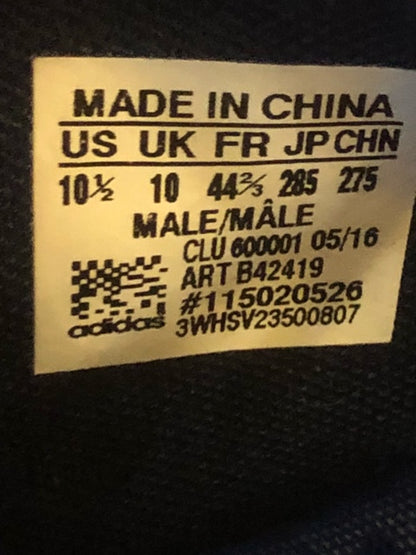 MADE IN CHINA
US UK FR JP CHN
10½ 10 44⅔ 285 275
MALE/MÂLE
CLU 600001 05/16
ART B42419
#115020526
adidas 3WHSV23500807